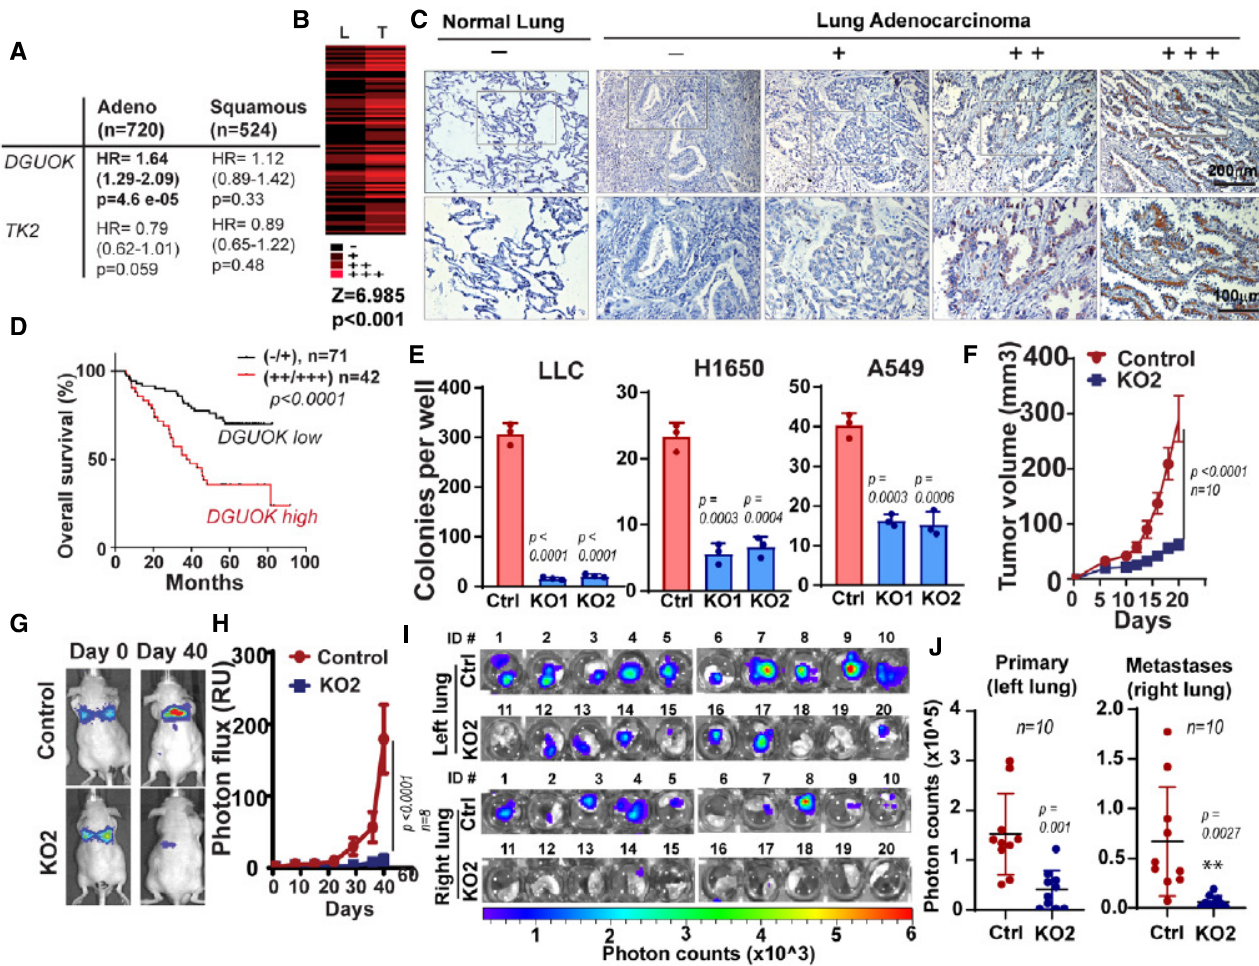 A
Adeno
(n=720)
Squamous
(n=524)
DGUOK
HR= 1.64
(1.29-2.09)
p=4.6 e-05
HR= 1.12
(0.89-1.42)
p=0.33
TK2
HR= 0.79
(0.62-1.01)
p=0.059
HR= 0.89
(0.65-1.22)
p=0.48
B
L T
-
+
+ +
+ + +
Z=6.985
p<0.001
C
Normal Lung
Lung Adenocarcinoma
− − + + + + + +
200μm
100μm
D
Overall survival (%)
100
50
0
0 20 40 60 80 100
Months
(-/+), n=71
(++/+++) n=42
p<0.0001
DGUOK low
DGUOK high
E
Colonies per well
LLC
400
300
200
100
0
p <
0.0001
p <
0.0001
Ctrl KO1 KO2
H1650
30
20
10
0
p =
0.0003
p =
0.0004
Ctrl KO1 KO2
A549
50
40
30
20
10
0
p =
0.0003
p =
0.0006
Ctrl KO1 KO2
F
Tumor volume (mm3)
400
300
200
100
0
Control
KO2
p <0.0001
n=10
0 5 10 15 20
Days
G
Day 0 Day 40
Control
KO2
H
Photon flux (RU)
300
200
100
0
Control
KO2
p <0.0001
n=8
0 10 20 30 40 60
Days
I
ID # 1 2 3 4 5 6 7 8 9 10
Left lung
Ctrl
11 12 13 14 15 16 17 18 19 20
KO2
ID # 1 2 3 4 5 6 7 8 9 10
Right lung
Ctrl
11 12 13 14 15 16 17 18 19 20
KO2
1 2 3 4 5 6
Photon counts (x10^3)
J
Photon counts (x10^5)
Primary
(left lung)
4
3
2
1
0
n=10
p =
0.001
Ctrl KO2
Metastases
(right lung)
2.0
1.5
1.0
0.5
0.0
n=10
p =
0.0027
**
Ctrl KO2